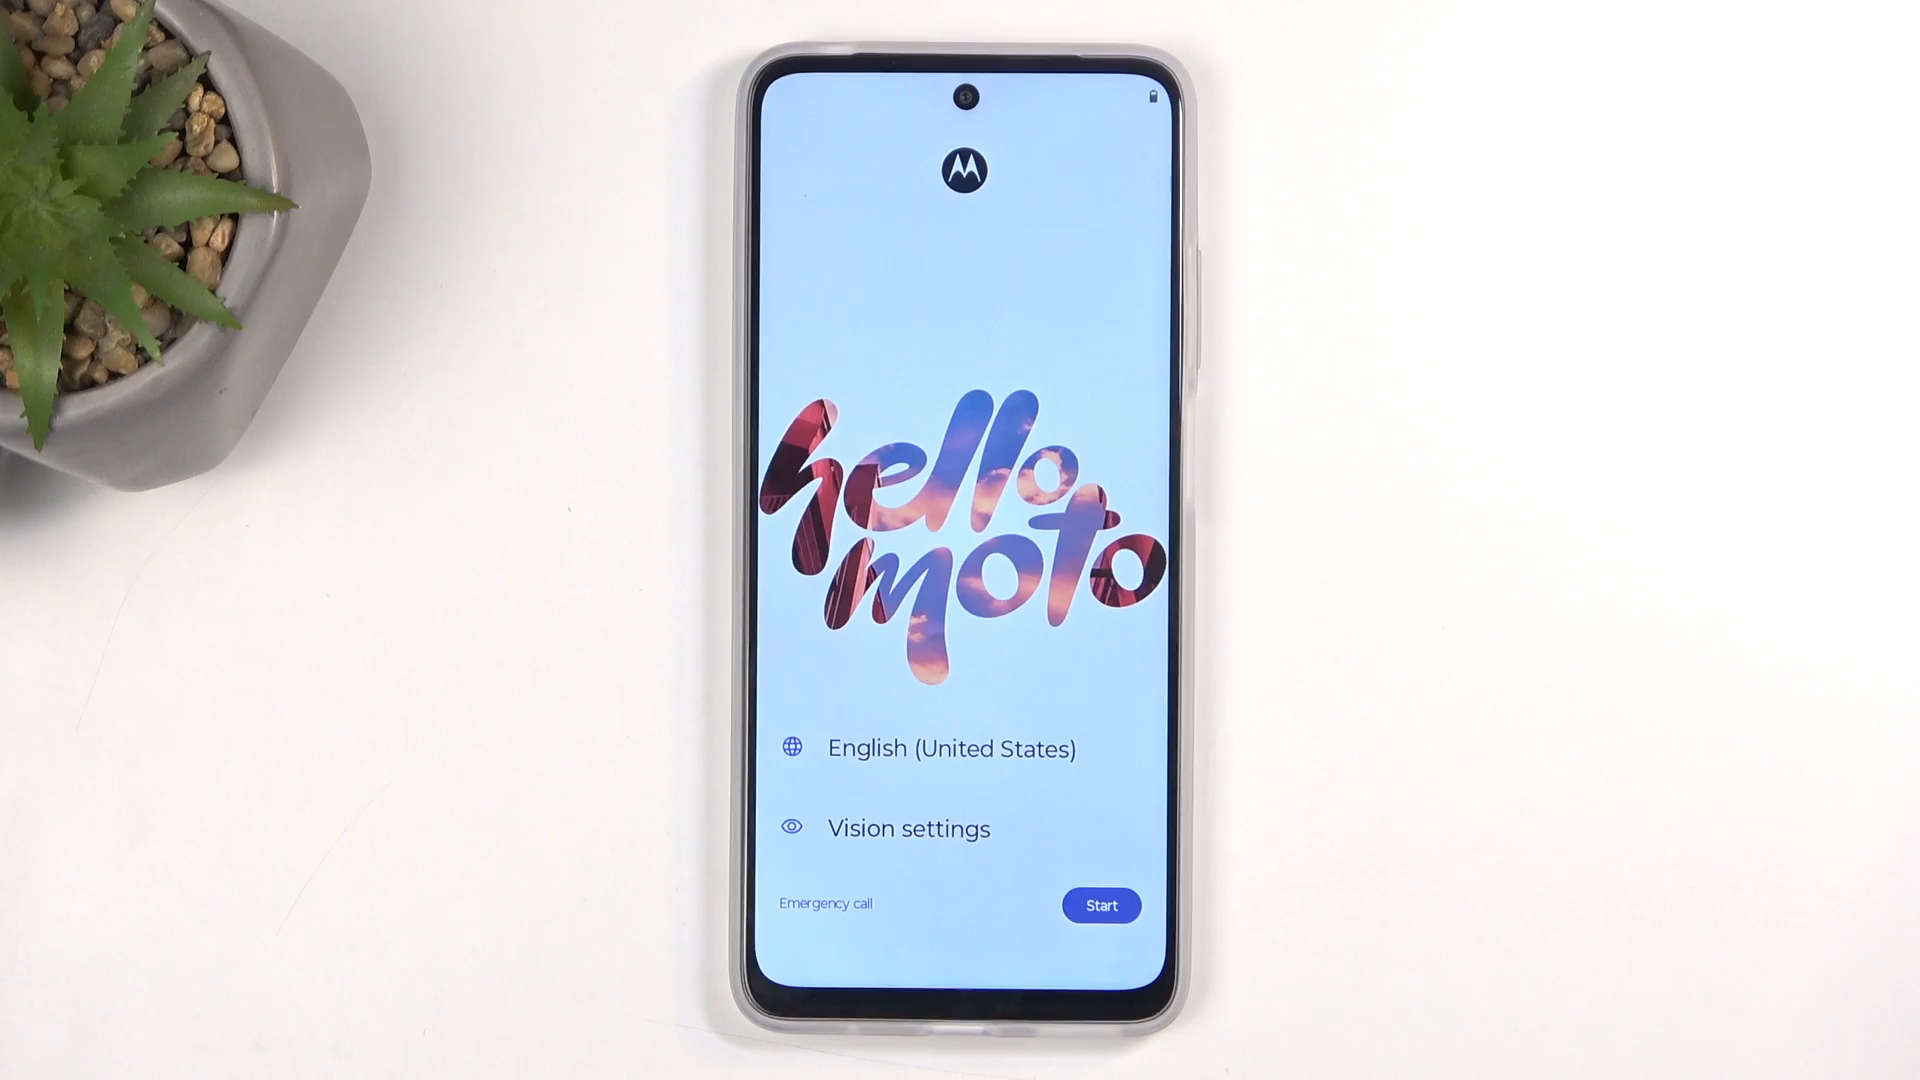 hello
moto
English (United States)
Vision settings
Emergency call
Start